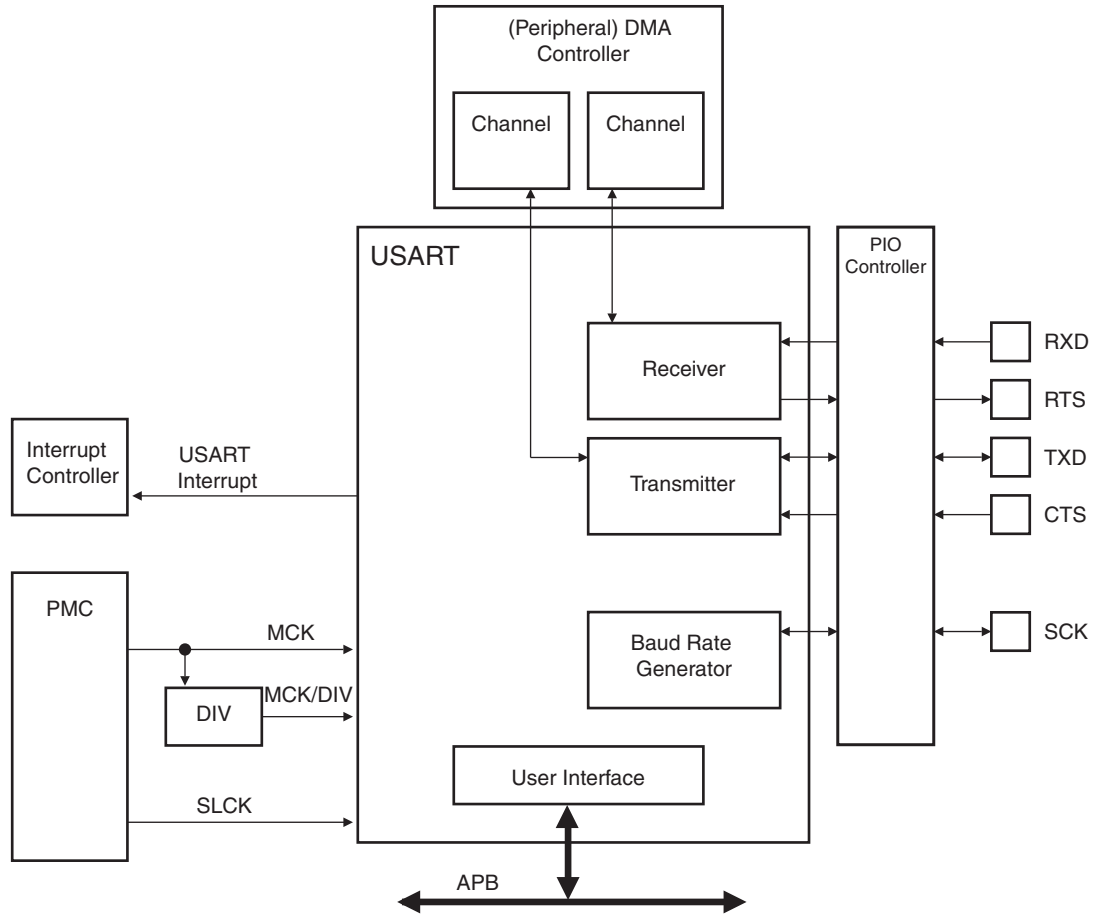 (Peripheral) DMA
Controller
Channel
Channel
USART
PIO
Controller
Receiver
RXD
RTS
Interrupt
Controller
USART
Interrupt
Transmitter
TXD
CTS
PMC
MCK
DIV
MCK/DIV
SLCK
Baud Rate
Generator
SCK
User Interface
APB